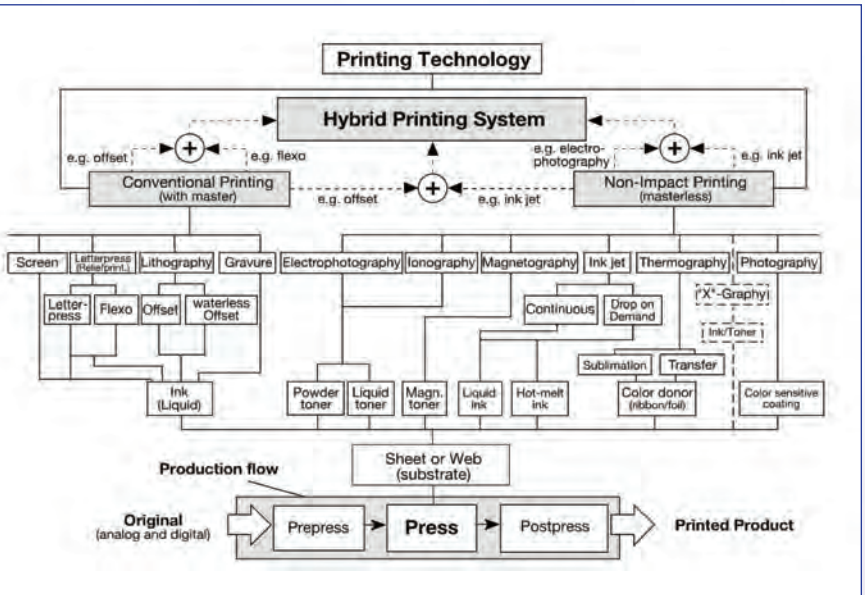 Printing Technology
Hybrid Printing System
+
+
e.g. offset
e.g. flexo
e.g. electro-
photography
e.g. ink jet
Conventional Printing
(with master)
e.g. offset
+
e.g. ink jet
Non-Impact Printing
(masterless)
Screen
Letterpress
(Reliefprint.)
Lithography
Gravure
Electrophotography
Ionography
Magnetography
Ink jet
Thermography
Photography
Letter-
press
Flexo
Offset
waterless
Offset
Continuous
Drop on
Demand
"X"-Graphy
Ink/Toner
Sublimation
Transfer
Ink
(Liquid)
Powder
toner
Liquid
toner
Magn.
toner
Liquid
ink
Hot-melt
ink
Color donor
(ribbon/foil)
Color sensitive
coating
Sheet or Web
(substrate)
Production flow
Original
(analog and digital)
Prepress
Press
Postpress
Printed Product